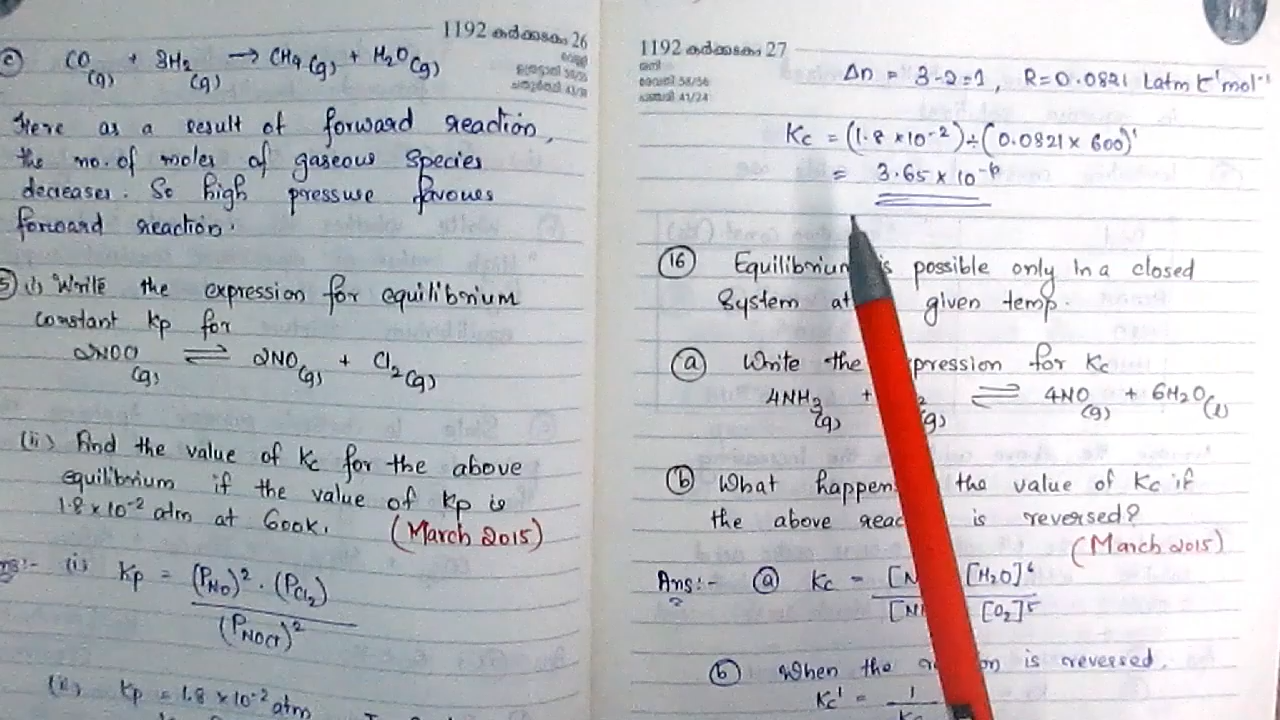 1192 കർക്കടകം 26
Ⓒ CO(g) + 3H₂(g) → CH₄(g) + H₂O(g)
Here as a result of forward reaction,
the no. of moles of gaseous species
decreases. So high pressure favours
forward reaction.
5) (i) Write the expression for equilibrium
constant Kp for
2NOCl(g) ⇌ 2NO(g) + Cl₂(g)
(ii) Find the value of Kc for the above
equilibrium if the value of Kp is
1.8×10⁻² atm at 600K. (March 2015)
(i) Kp = (P_NO)² . (P_Cl₂)
(P_NOCl)²
(ii) Kp = 1.8 × 10⁻² atm
1192 കർക്കടകം 27
Δn = 3-2=1, R=0.0821 Latm K⁻¹mol⁻¹
Kc = (1.8 × 10⁻²) ÷ (0.0821 × 600)¹
= 3.65 × 10⁻⁴
⑯ Equilibrium is possible only in a closed
System at given temp.
ⓐ Write the expression for Kc
4NH₃(g) + (g) ⇌ 4NO(g) + 6H₂O(l)
ⓑ What happens the value of Kc if
the above reac is reversed?
(March 2015)
Ans:- ⓐ Kc = [N [H₂O]⁶
[N [O₂]⁵
ⓑ When the is reversed,
Kc' = 1
Kc